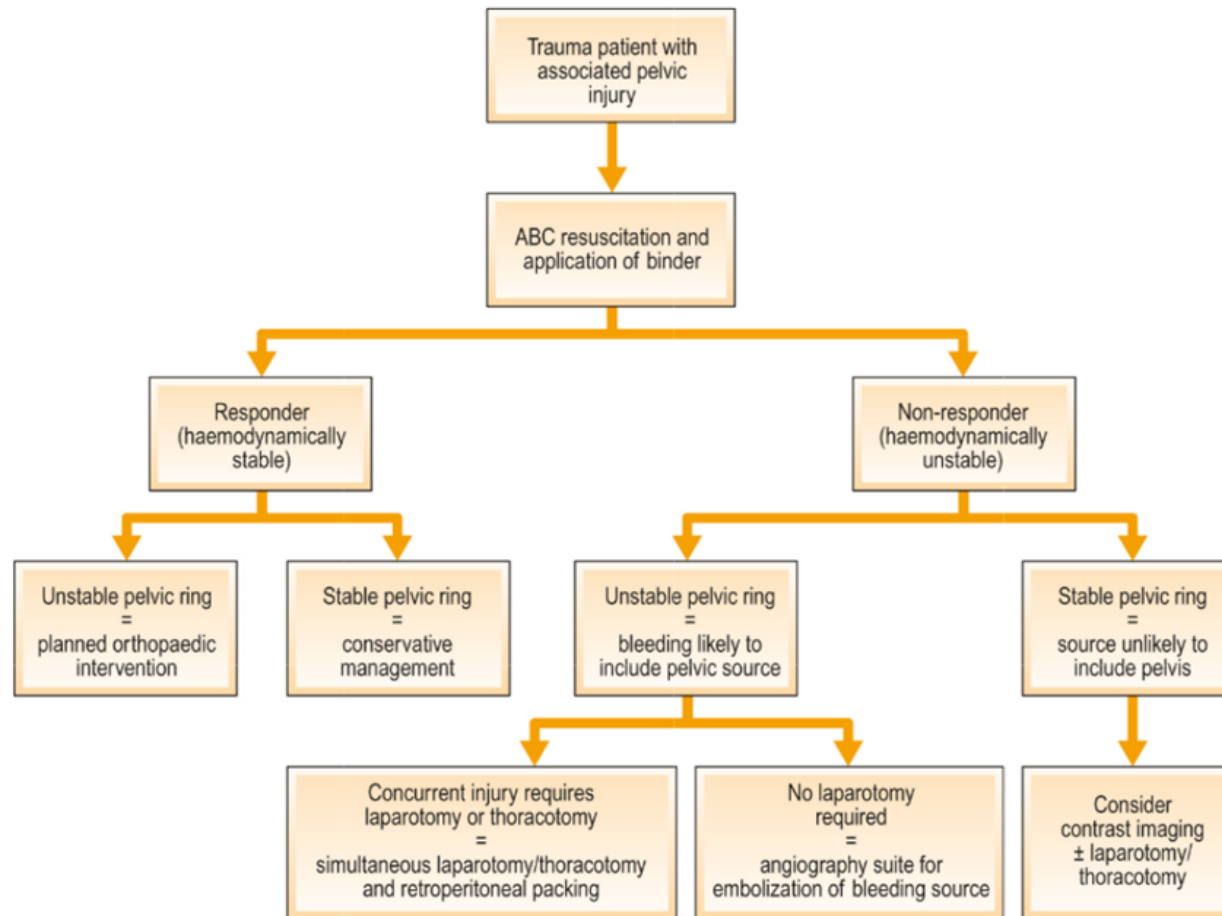 Trauma patient with
associated pelvic
injury
ABC resuscitation and
application of binder
Responder
(haemodynamically
stable)
Non-responder
(haemodynamically
unstable)
Unstable pelvic ring
=
planned orthopaedic
intervention
Stable pelvic ring
=
conservative
management
Unstable pelvic ring
=
bleeding likely to
include pelvic source
Stable pelvic ring
=
source unlikely to
include pelvis
Concurrent injury requires
laparotomy or thoracotomy
=
simultaneous laparotomy/thoracotomy
and retroperitoneal packing
No laparotomy
required
=
angiography suite for
embolization of bleeding source
Consider
contrast imaging
± laparotomy/
thoracotomy